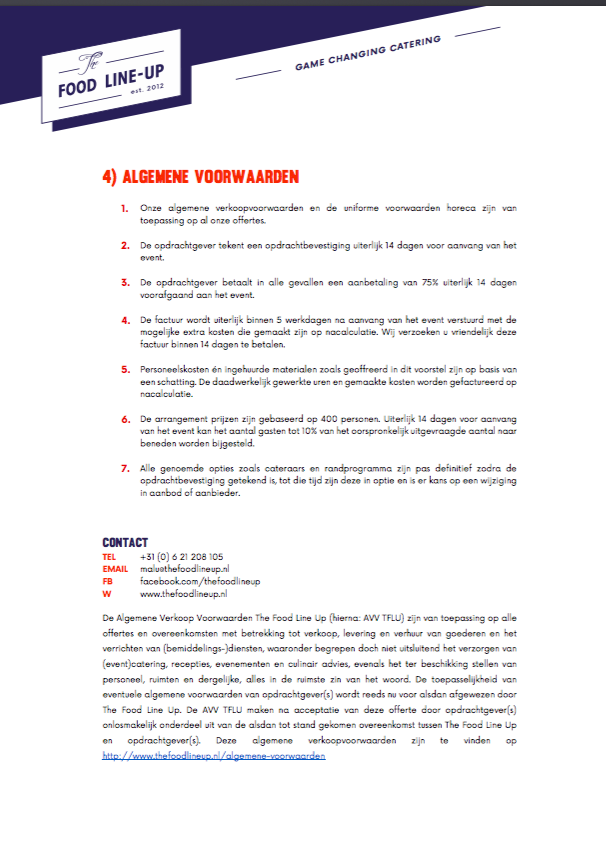 The
FOOD LINE-UP
est. 2012
GAME CHANGING CATERING
4) ALGEMENE VOORWAARDEN
1. Onze algemene verkoopvoorwaarden en de uniforme voorwaarden horeca zijn van
toepassing op al onze offertes.
2. De opdrachtgever tekent een opdrachtbevestiging uiterlijk 14 dagen voor aanvang van het
event.
3. De opdrachtgever betaalt in alle gevallen een aanbetaling van 75% uiterlijk 14 dagen
voorafgaand aan het event.
4. De factuur wordt uiterlijk binnen 5 werkdagen na aanvang van het event verstuurd met de
mogelijke extra kosten die gemaakt zijn op nacalculatie. Wij verzoeken u vriendelijk deze
factuur binnen 14 dagen te betalen.
5. Personeelskosten én ingehuurde materialen zoals geoffreerd in dit voorstel zijn op basis van
een schatting. De daadwerkelijk gewerkte uren en gemaakte kosten worden gefactureerd op
nacalculatie.
6. De arrangement prijzen zijn gebaseerd op 400 personen. Uiterlijk 14 dagen voor aanvang
van het event kan het aantal gasten tot 10% van het oorspronkelijk uitgevraagde aantal naar
beneden worden bijgesteld.
7. Alle genoemde opties zoals cateraars en randprogramma zijn pas definitief zodra de
opdrachtbevestiging getekend is, tot die tijd zijn deze in optie en is er kans op een wijziging
in aanbod of aanbieder.
CONTACT
TEL +31 (0) 6 21 208 105
EMAIL malu@thefoodlineup.nl
FB facebook.com/thefoodlineup
W www.thefoodlineup.nl
De Algemene Verkoop Voorwaarden The Food Line Up (hierna: AVV TFLU) zijn van toepassing op alle
offertes en overeenkomsten met betrekking tot verkoop, levering en verhuur van goederen en het
verrichten van (bemiddelings-)diensten, waaronder begrepen doch niet uitsluitend het verzorgen van
(event)catering, recepties, evenementen en culinair advies, evenals het ter beschikking stellen van
personeel, ruimten en dergelijke, alles in de ruimste zin van het woord. De toepasselijkheid van
eventuele algemene voorwaarden van opdrachtgever(s) wordt reeds nu voor alsdan afgewezen door
The Food Line Up. De AVV TFLU maken na acceptatie van deze offerte door opdrachtgever(s)
onlosmakelijk onderdeel uit van de alsdan tot stand gekomen overeenkomst tussen The Food Line Up
en opdrachtgever(s). Deze algemene verkoopvoorwaarden zijn te vinden op
http://www.thefoodlineup.nl/algemene-voorwaarden